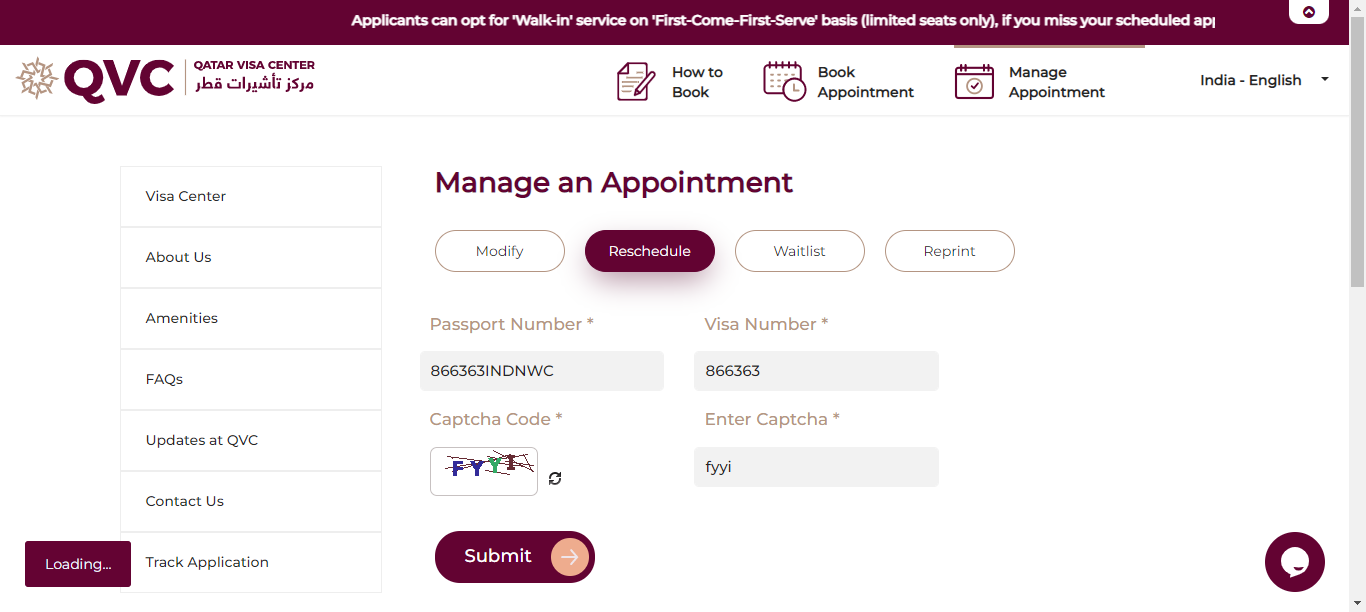 Applicants can opt for 'Walk-in' service on 'First-Come-First-Serve' basis (limited seats only), if you miss your scheduled
QVC
QATAR VISA CENTER
مركز تأشيرات قطر
How to
Book
Book
Appointment
Manage
Appointment
India - English
Visa Center
About Us
Amenities
FAQs
Updates at QVC
Contact Us
Track Application
Loading...
Manage an Appointment
Modify
Reschedule
Waitlist
Reprint
Passport Number *
Visa Number *
866363INDNWC
866363
Captcha Code *
Enter Captcha *
FYYI
fyyi
Submit